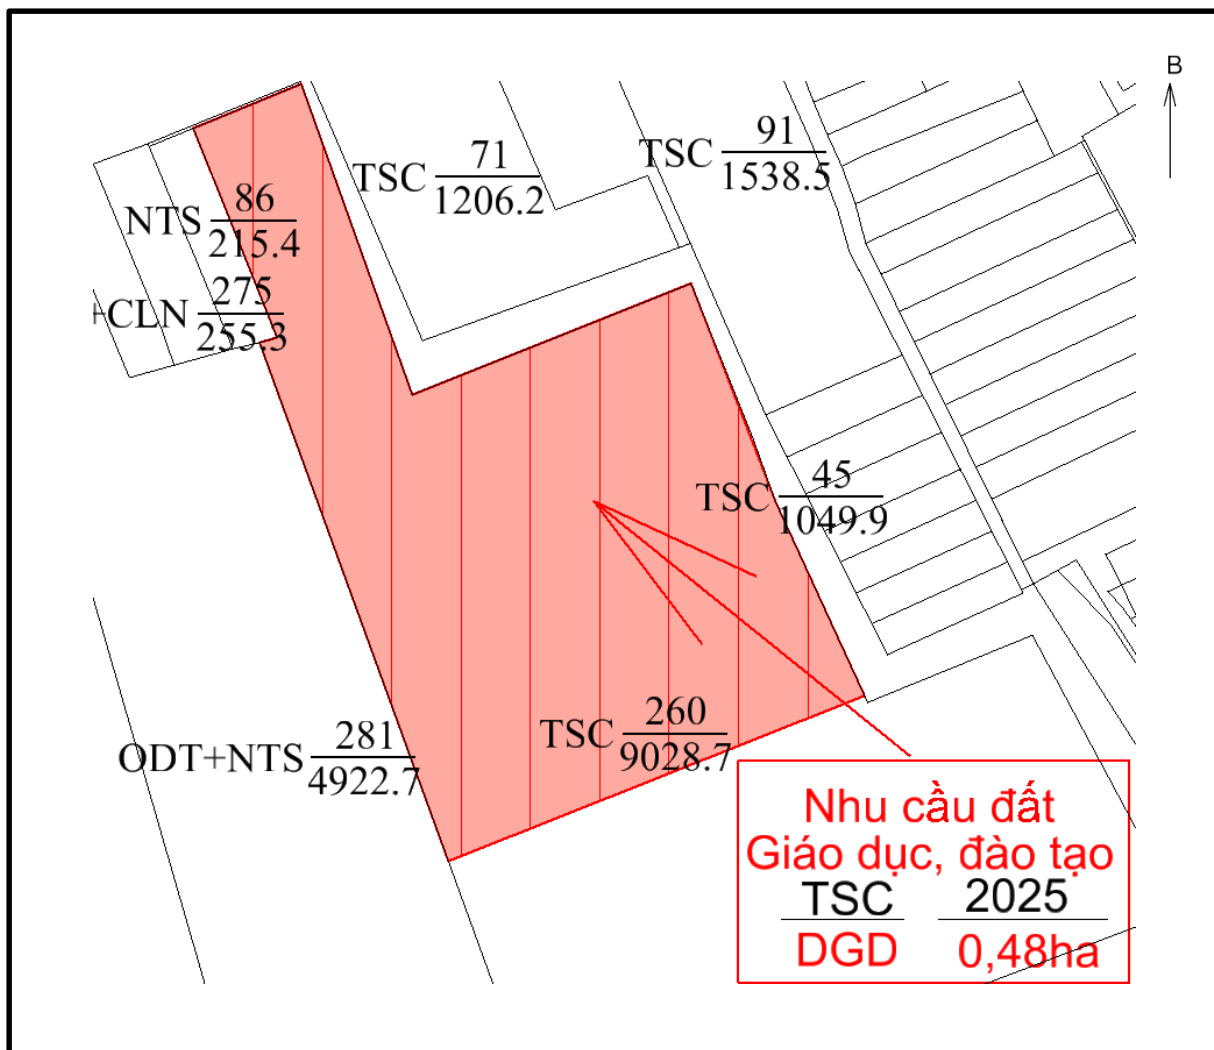 B
91
TSC
1538.5
71
TSC
1206.2
86
NTS
215.4
275
+CLN
255.3
45
TSC
1049.9
260
TSC
9028.7
281
ODT+NTS
4922.7
Nhu cầu đất
Giáo dục, đào tạo
TSC 2025
DGD 0,48ha